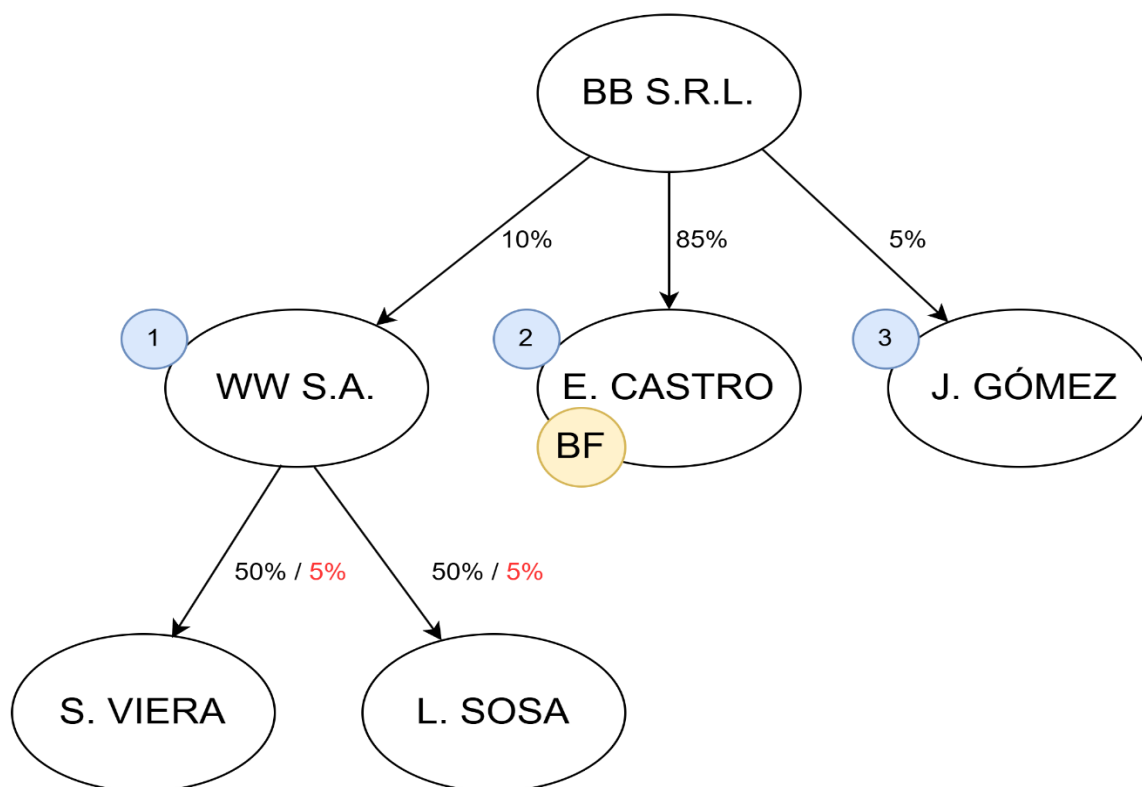 BB S.R.L.
10%
85%
5%
1
2
3
WW S.A.
E. CASTRO
J. GÓMEZ
BF
50% / 5%
50% / 5%
S. VIERA
L. SOSA